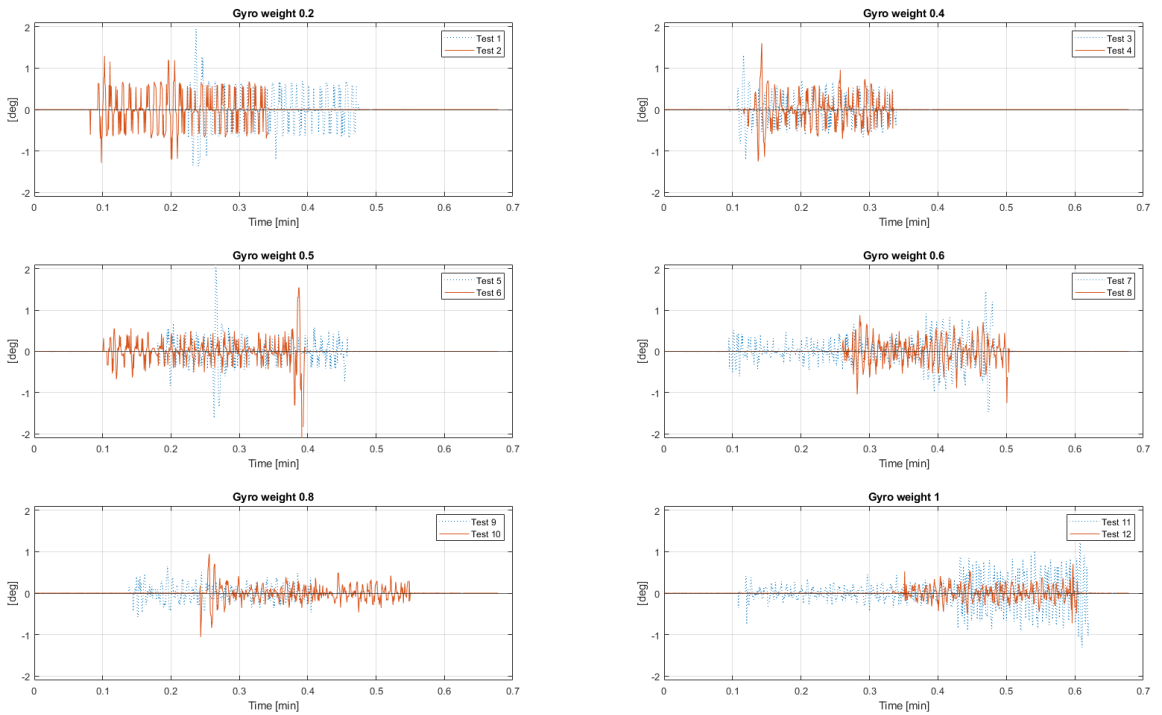 Gyro weight 0.2
2
1
0
-1
-2
[deg]
Test 1
Test 2
0
0.1
0.2
0.3
0.4
0.5
0.6
0.7
Time [min]
Gyro weight 0.4
2
1
0
-1
-2
[deg]
Test 3
Test 4
0
0.1
0.2
0.3
0.4
0.5
0.6
0.7
Time [min]
Gyro weight 0.5
2
1
0
-1
-2
[deg]
Test 5
Test 6
0
0.1
0.2
0.3
0.4
0.5
0.6
0.7
Time [min]
Gyro weight 0.6
2
1
0
-1
-2
[deg]
Test 7
Test 8
0
0.1
0.2
0.3
0.4
0.5
0.6
0.7
Time [min]
Gyro weight 0.8
2
1
0
-1
-2
[deg]
Test 9
Test 10
0
0.1
0.2
0.3
0.4
0.5
0.6
0.7
Time [min]
Gyro weight 1
2
1
0
-1
-2
[deg]
Test 11
Test 12
0
0.1
0.2
0.3
0.4
0.5
0.6
0.7
Time [min]